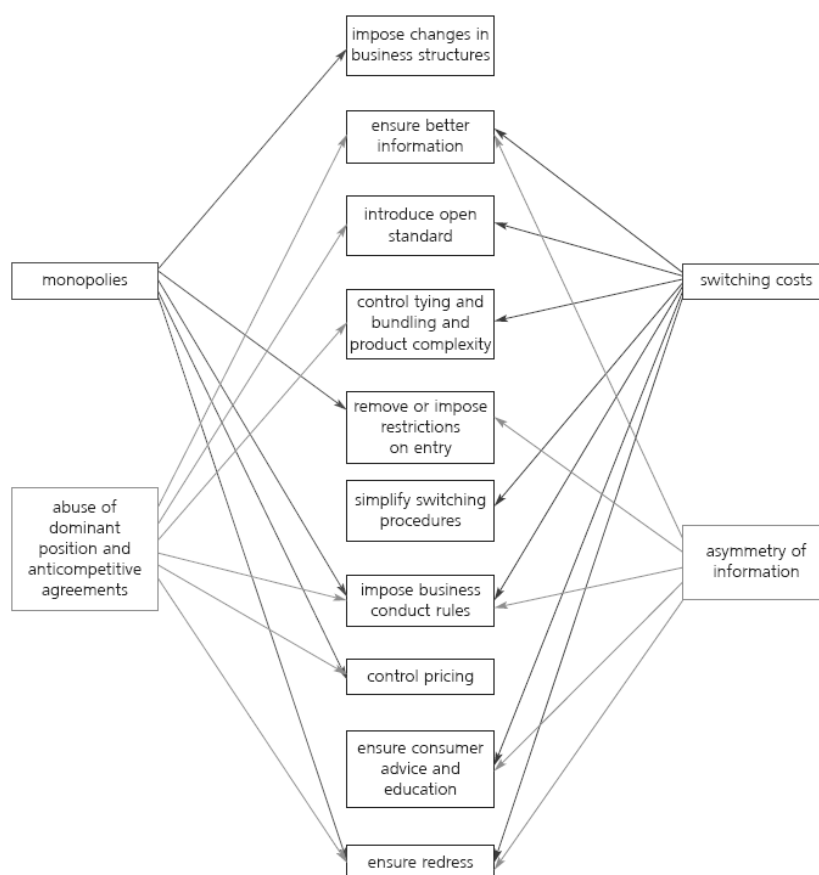 impose changes in
business structures
ensure better
information
introduce open
standard
monopolies
switching costs
control tying and
bundling and
product complexity
remove or impose
restrictions
on entry
simplify switching
procedures
abuse of
dominant
position and
anticompetitive
agreements
asymmetry of
information
impose business
conduct rules
control pricing
ensure consumer
advice and
education
ensure redress